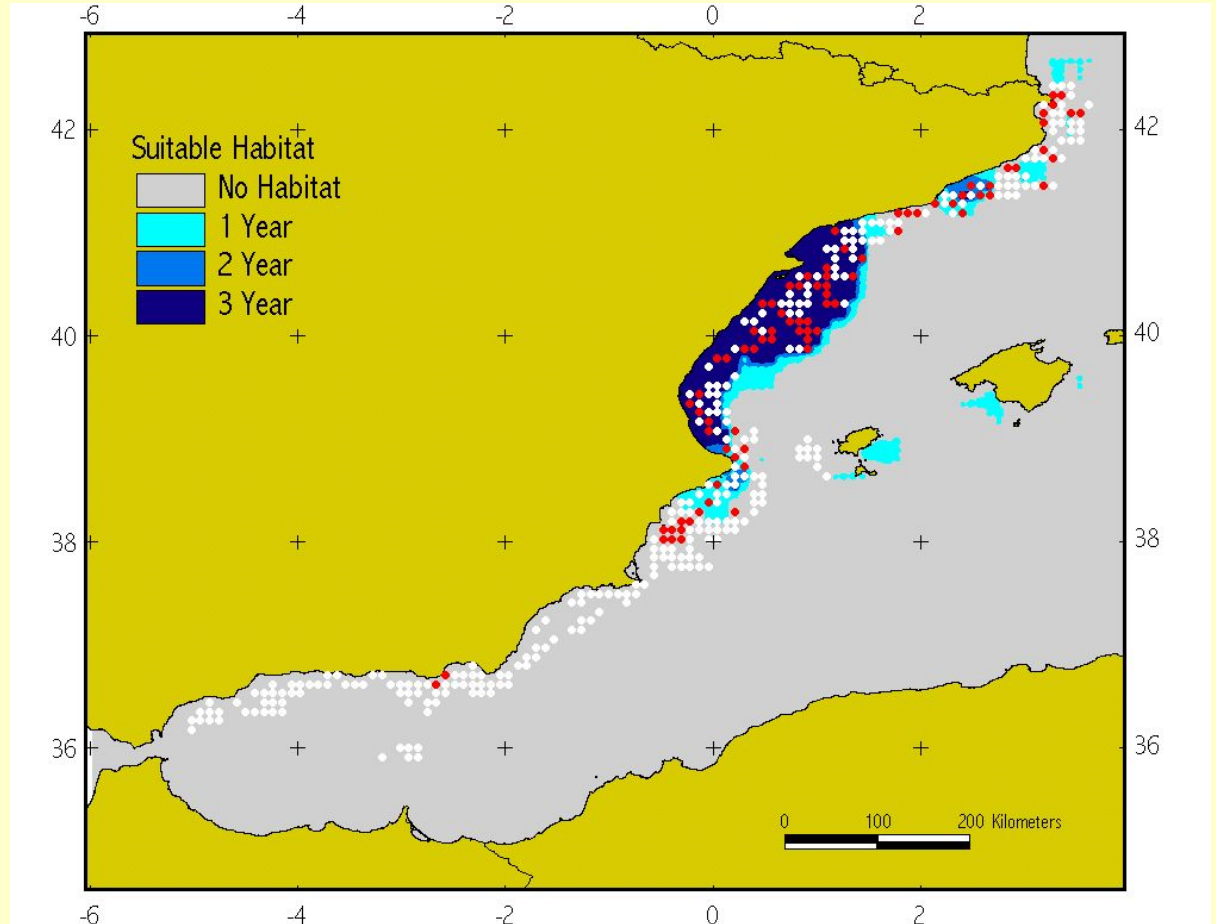 -6 -4 -2 0 2
42 42
Suitable Habitat
No Habitat
1 Year
2 Year
3 Year
40 40
38 38
36 36
0 100 200 Kilometers
-6 -4 -2 0 2